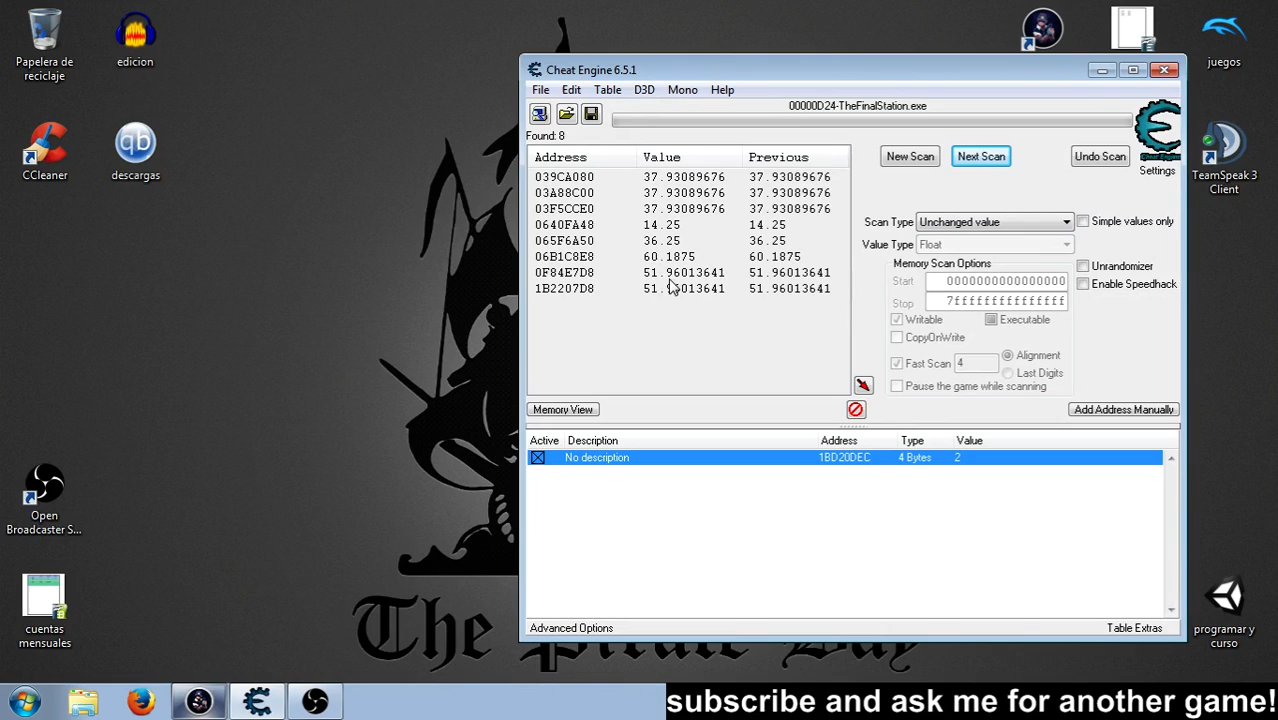 Papelera de
reciclaje
edicion
CCleaner
descargas
Open
Broadcaster S...
cuentas
mensuales
juegos
TeamSpeak 3
Client
programar y
curso
The Pirate Bay
Cheat Engine 6.5.1
File Edit Table D3D Mono Help
00000D24-TheFinalStation.exe
Found: 8
Address Value Previous
039CA080 37.93089676 37.93089676
03A88C00 37.93089676 37.93089676
03F5CCE0 37.93089676 37.93089676
0640FA48 14.25 14.25
065F6A50 36.25 36.25
06B1C8E8 60.1875 60.1875
0F84E7D8 51.96013641 51.96013641
1B2207D8 51.96013641 51.96013641
New Scan Next Scan Undo Scan
Cheat Engine
Settings
Scan Type Unchanged value Simple values only
Value Type Float
Memory Scan Options
Start 0000000000000000
Stop 7fffffffffffffff
Writable Executable
CopyOnWrite
Fast Scan 4 Alignment
Last Digits
Pause the game while scanning
Unrandomizer
Enable Speedhack
Memory View Add Address Manually
Active Description Address Type Value
No description 1BD20DEC 4 Bytes 2
Advanced Options Table Extras
subscribe and ask me for another game!